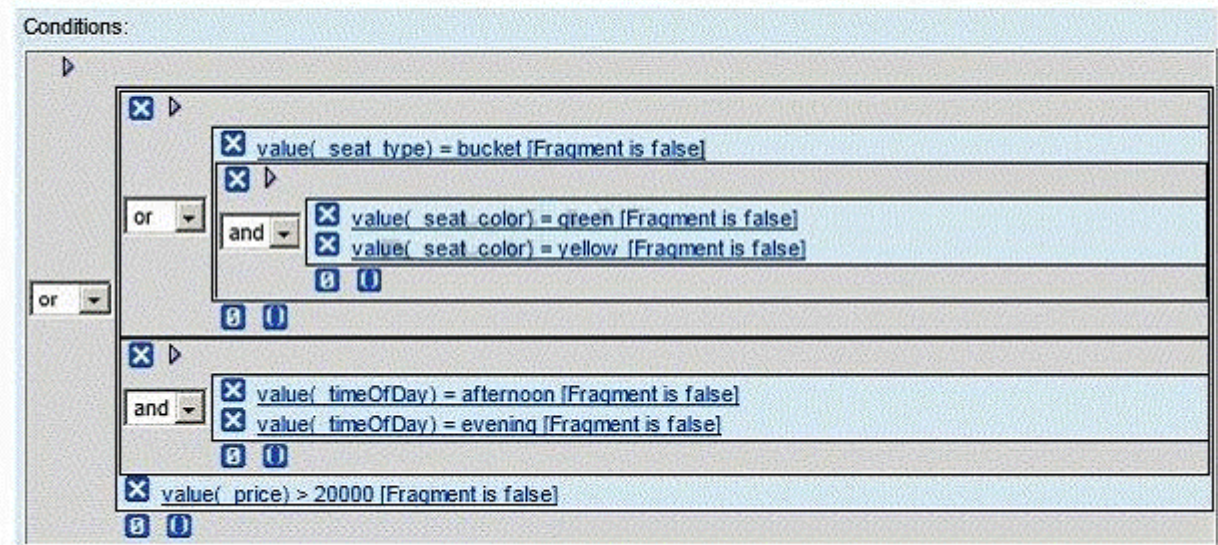 Conditions:
value( seat type) = bucket [Fragment is false]
or
and
value( seat color) = green [Fragment is false]
value( seat color) = yellow [Fragment is false]
or
and
value( timeOfDay) = afternoon [Fragment is false]
value( timeOfDay) = evening [Fragment is false]
value( price) > 20000 [Fragment is false]